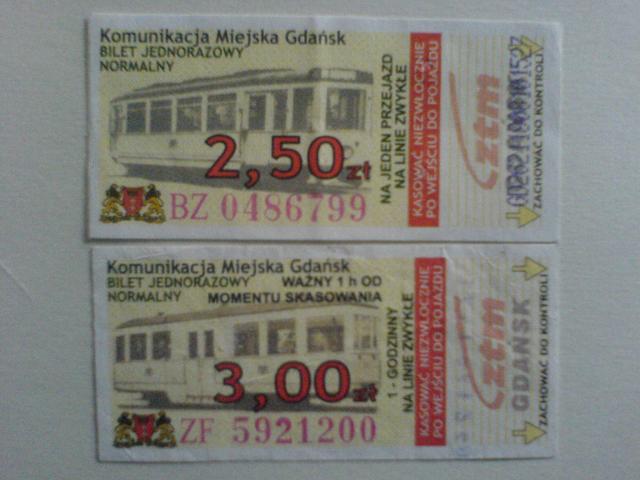 Komunikacja Miejska Gdańsk
BILET JEDNORAZOWY
NORMALNY
2,50 zł
BZ 0486799
NA JEDEN PRZEJAZD
NA LINIE ZWYKŁE
KASOWAĆ NIEZWŁOCZNIE
PO WEJŚCIU DO POJAZDU
ztm
ZACHOWAĆ DO KONTROLI
Komunikacja Miejska Gdańsk
BILET JEDNORAZOWY WAŻNY 1 h OD
NORMALNY MOMENTU SKASOWANIA
3,00 zł
ZF 5921200
1 - GODZINNY
NA LINIE ZWYKŁE
KASOWAĆ NIEZWŁOCZNIE
PO WEJŚCIU DO POJAZDU
ztm
GDAŃSK
ZACHOWAĆ DO KONTROLI